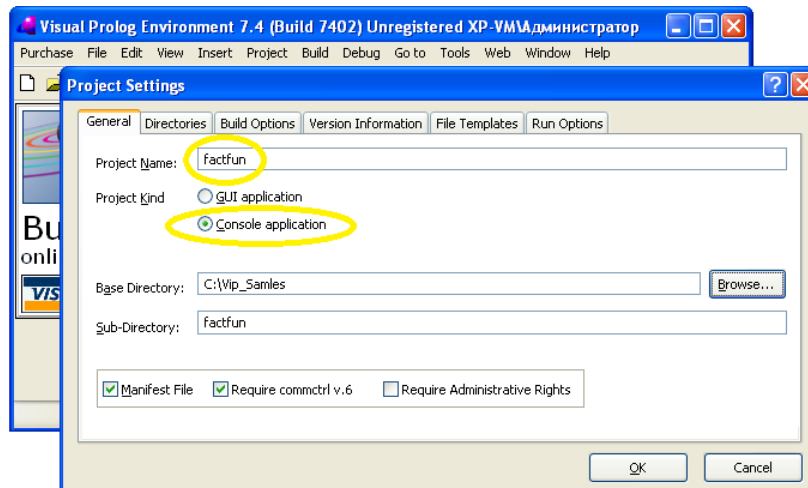 Visual Prolog Environment 7.4 (Build 7402) Unregistered XP-VM\Администратор
Purchase File Edit View Insert Project Build Debug Go to Tools Web Window Help
Project Settings
General Directories Build Options Version Information File Templates Run Options
Project Name: factfun
Project Kind GUI application
Console application
Bu
onli
VIS
Base Directory: C:\Vip_Samles Browse...
Sub-Directory: factfun
Manifest File Require commctrl v.6 Require Administrative Rights
OK Cancel